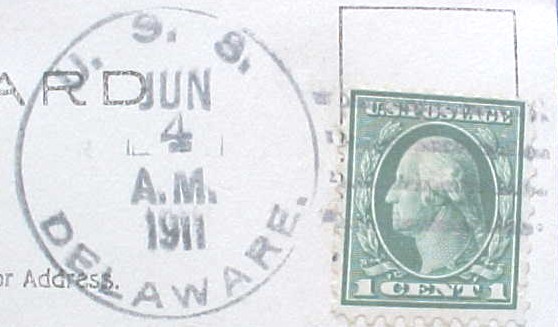 U. S. S.
ARD
JUN
4
A.M.
1911
DELAWARE.
or Address.
U.S. POSTAGE
1 CENT 1